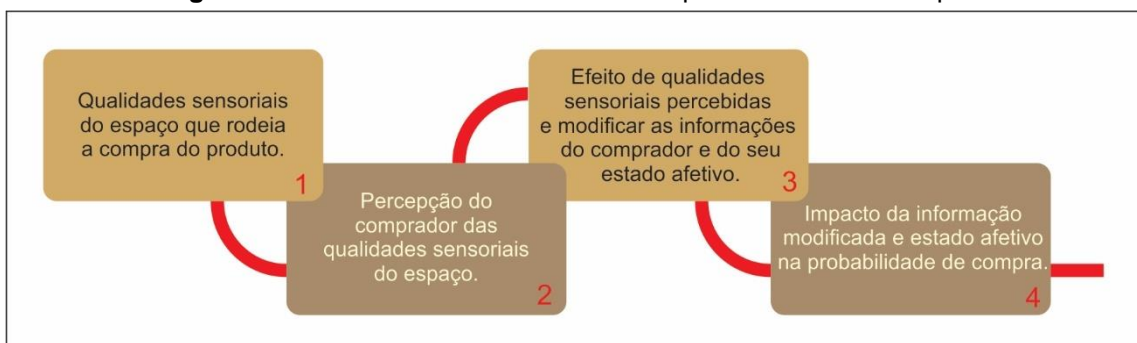 Qualidades sensoriais
do espaço que rodeia
a compra do produto.
1
Percepção do
comprador das
qualidades sensoriais
do espaço.
2
Efeito de qualidades
sensoriais percebidas
e modificar as informações
do comprador e do seu
estado afetivo.
3
Impacto da informação
modificada e estado afetivo
na probabilidade de compra.
4